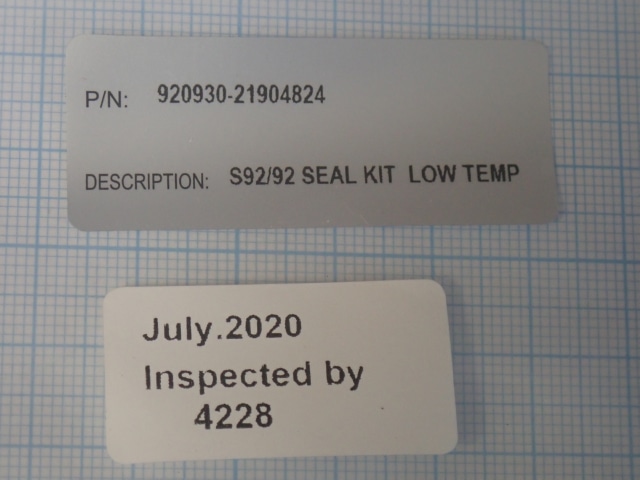 P/N: 920930-21904824
DESCRIPTION: S92/92 SEAL KIT LOW TEMP
July.2020
Inspected by
4228